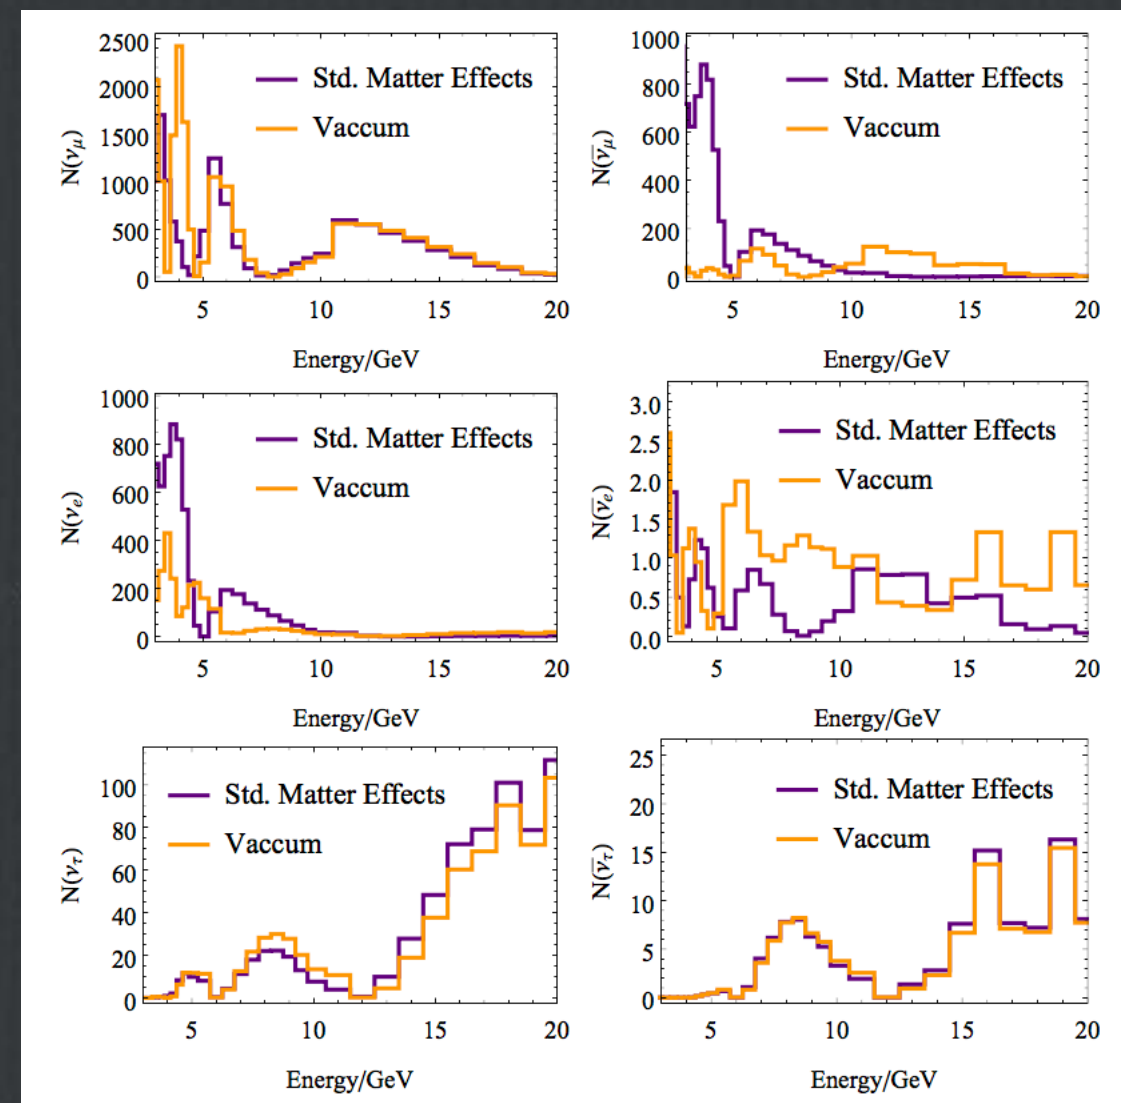 2500
2000
1500
1000
500
0
N(νμ)
Std. Matter Effects
Vaccum
5 10 15 20
Energy/GeV
1000
800
600
400
200
0
N(ν̅μ)
Std. Matter Effects
Vaccum
5 10 15 20
Energy/GeV
1000
800
600
400
200
0
N(νe)
Std. Matter Effects
Vaccum
5 10 15 20
Energy/GeV
3.0
2.5
2.0
1.5
1.0
0.5
0.0
N(ν̅e)
Std. Matter Effects
Vaccum
5 10 15 20
Energy/GeV
100
80
60
40
20
0
N(ντ)
Std. Matter Effects
Vaccum
5 10 15 20
Energy/GeV
25
20
15
10
5
0
N(ν̅τ)
Std. Matter Effects
Vaccum
5 10 15 20
Energy/GeV